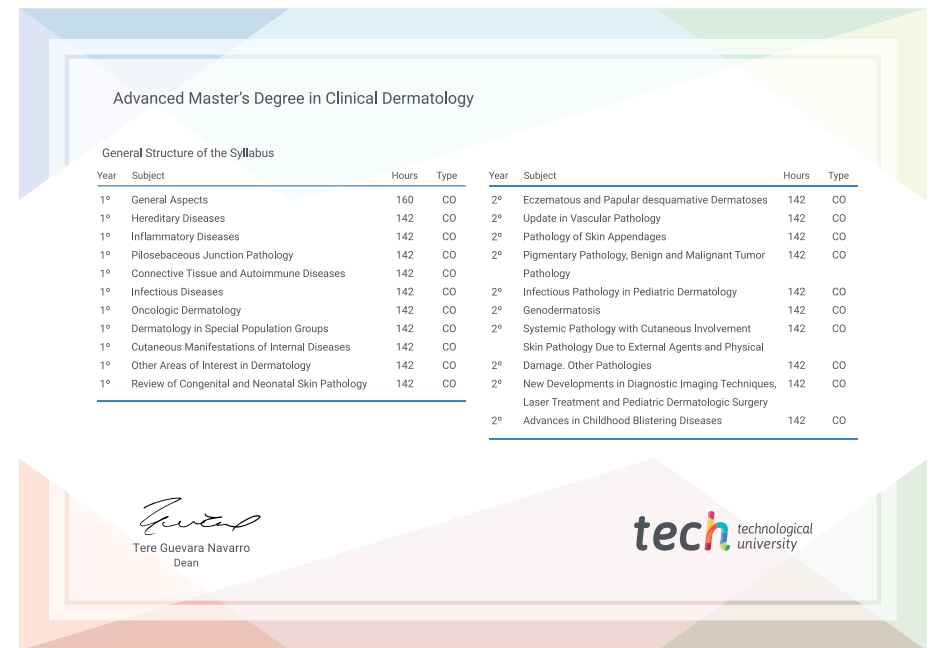 Advanced Master's Degree in Clinical Dermatology
General Structure of the Syllabus
Year Subject Hours Type
1º General Aspects 160 CO
1º Hereditary Diseases 142 CO
1º Inflammatory Diseases 142 CO
1º Pilosebaceous Junction Pathology 142 CO
1º Connective Tissue and Autoimmune Diseases 142 CO
1º Infectious Diseases 142 CO
1º Oncologic Dermatology 142 CO
1º Dermatology in Special Population Groups 142 CO
1º Cutaneous Manifestations of Internal Diseases 142 CO
1º Other Areas of Interest in Dermatology 142 CO
1º Review of Congenital and Neonatal Skin Pathology 142 CO
Year Subject Hours Type
2º Eczematous and Papular desquamative Dermatoses 142 CO
2º Update in Vascular Pathology 142 CO
2º Pathology of Skin Appendages 142 CO
2º Pigmentary Pathology, Benign and Malignant Tumor 142 CO
Pathology
2º Infectious Pathology in Pediatric Dermatology 142 CO
2º Genodermatosis 142 CO
2º Systemic Pathology with Cutaneous Involvement 142 CO
Skin Pathology Due to External Agents and Physical
2º Damage. Other Pathologies 142 CO
2º New Developments in Diagnostic Imaging Techniques, 142 CO
Laser Treatment and Pediatric Dermatologic Surgery
2º Advances in Childhood Blistering Diseases 142 CO
Tere Guevara Navarro
Dean
tech technological
university